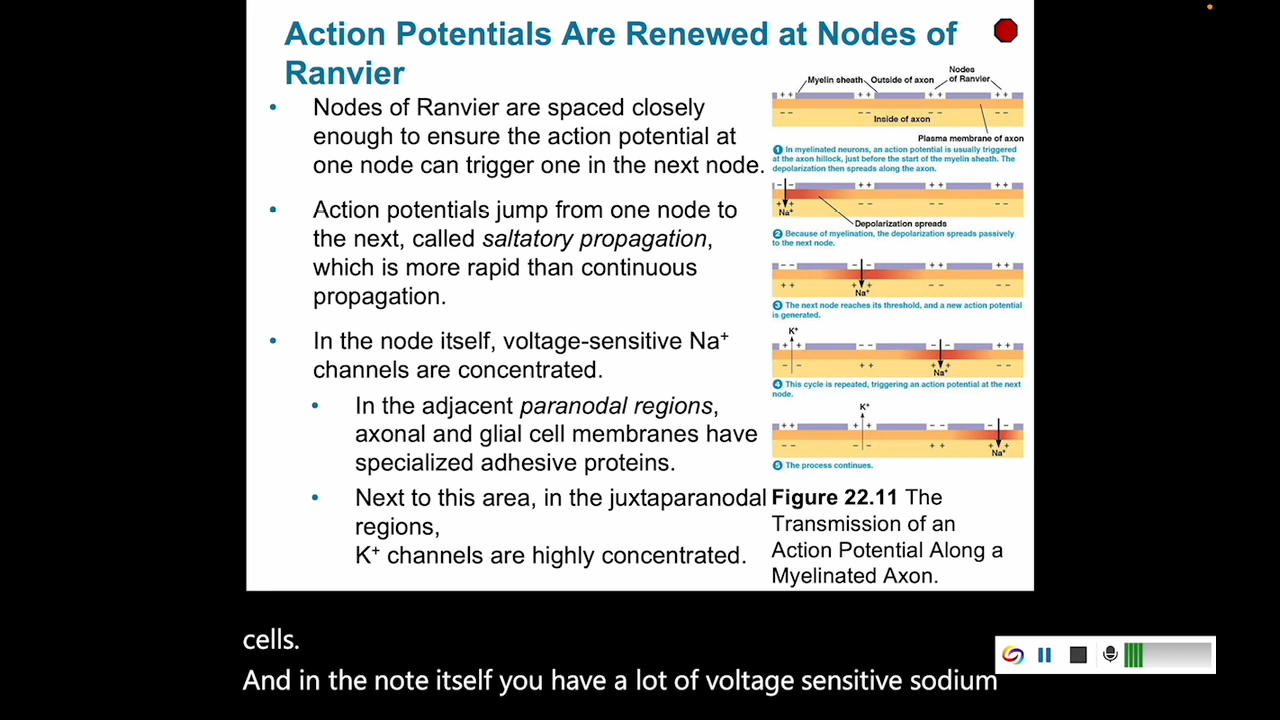 Action Potentials Are Renewed at Nodes of
Ranvier
• Nodes of Ranvier are spaced closely
enough to ensure the action potential at
one node can trigger one in the next node.
• Action potentials jump from one node to
the next, called saltatory propagation,
which is more rapid than continuous
propagation.
• In the node itself, voltage-sensitive Na⁺
channels are concentrated.
• In the adjacent paranodal regions,
axonal and glial cell membranes have
specialized adhesive proteins.
• Next to this area, in the juxtaparanodal
regions,
K⁺ channels are highly concentrated.
Myelin sheath Outside of axon Nodes
of Ranvier
+ + + + + + + +
− − − − − − − −
Inside of axon
Plasma membrane of axon
1 In myelinated neurons, an action potential is usually triggered
at the axon hillock, just before the start of the myelin sheath. The
depolarization then spreads along the axon.
− − + + + + + +
+ + − − − − − −
Na⁺
Depolarization spreads
2 Because of myelination, the depolarization spreads passively
to the next node.
− − − − + + + +
+ + + + − − − −
Na⁺
3 The next node reaches its threshold, and a new action potential
is generated.
K⁺
+ + − − − − + +
− − + + + + − −
Na⁺
4 This cycle is repeated, triggering an action potential at the next
node.
K⁺
+ + + + − − − −
− − − − + + + +
Na⁺
5 The process continues.
Figure 22.11 The
Transmission of an
Action Potential Along a
Myelinated Axon.
cells.
And in the note itself you have a lot of voltage sensitive sodium